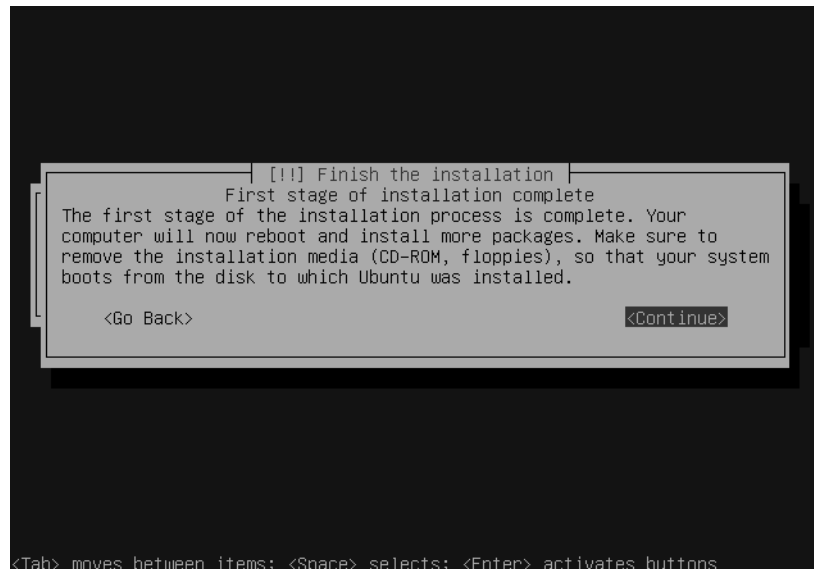 [!!] Finish the installation
First stage of installation complete
The first stage of the installation process is complete. Your
computer will now reboot and install more packages. Make sure to
remove the installation media (CD-ROM, floppies), so that your system
boots from the disk to which Ubuntu was installed.
<Go Back> <Continue>
<Tab> moves between items; <Space> selects; <Enter> activates buttons